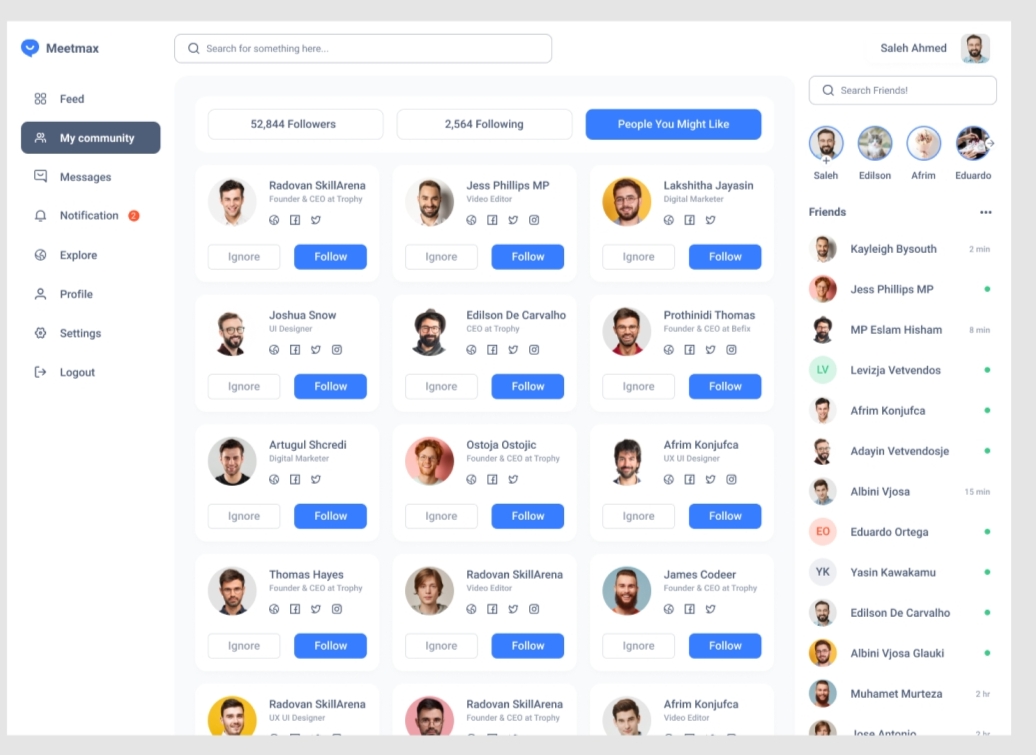 Meetmax
Search for something here...
Saleh Ahmed
Feed
My community
Messages
Notification 2
Explore
Profile
Settings
Logout
52,844 Followers
2,564 Following
People You Might Like
Radovan SkillArena
Founder & CEO at Trophy
Ignore
Follow
Jess Phillips MP
Video Editor
Ignore
Follow
Lakshitha Jayasin
Digital Marketer
Ignore
Follow
Joshua Snow
UI Designer
Ignore
Follow
Edilson De Carvalho
CEO at Trophy
Ignore
Follow
Prothinidi Thomas
Founder & CEO at Befix
Ignore
Follow
Artugul Shcredi
Digital Marketer
Ignore
Follow
Ostoja Ostojic
Founder & CEO at Trophy
Ignore
Follow
Afrim Konjufca
UX UI Designer
Ignore
Follow
Thomas Hayes
Founder & CEO at Trophy
Ignore
Follow
Radovan SkillArena
Video Editor
Ignore
Follow
James Codeer
Founder & CEO at Trophy
Ignore
Follow
Radovan SkillArena
UX UI Designer
Radovan SkillArena
Founder & CEO at Trophy
Afrim Konjufca
Video Editor
Search Friends!
Saleh
Edilson
Afrim
Eduardo
Friends
Kayleigh Bysouth 2 min
Jess Phillips MP
MP Eslam Hisham 8 min
LV Levizja Vetvendos
Afrim Konjufca
Adayin Vetvendosje
Albini Vjosa 15 min
EO Eduardo Ortega
YK Yasin Kawakamu
Edilson De Carvalho
Albini Vjosa Glauki
Muhamet Murteza 2 hr
Jose Antonio 2 hr